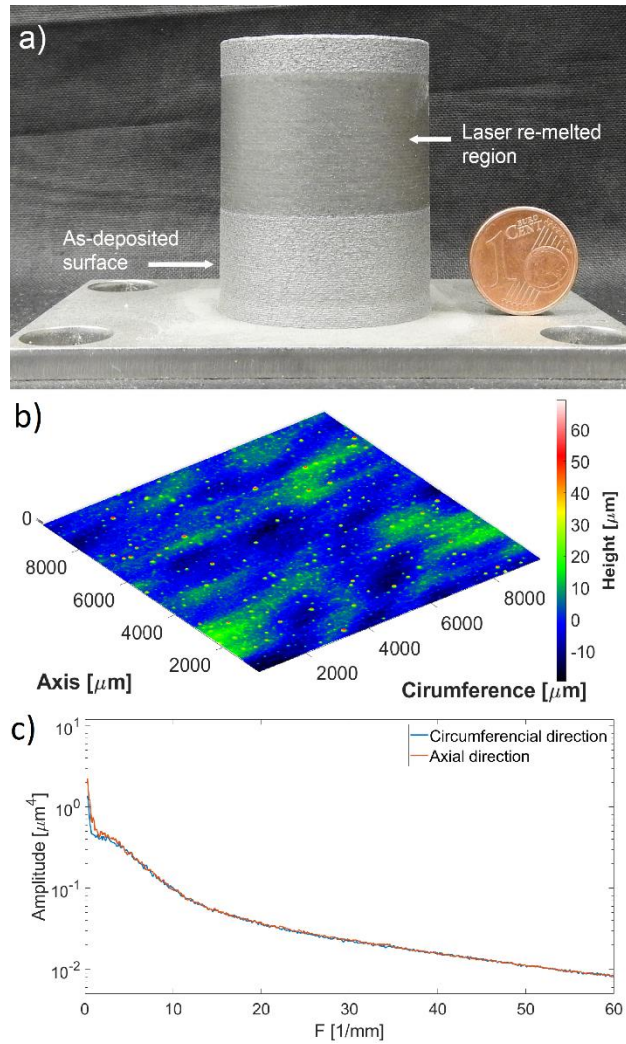 a)
Laser re-melted
region
As-deposited
surface
EURO
CENT
1
b)
Height [μm]
60
50
40
30
20
10
0
-10
0
8000
6000
4000
2000
Axis [μm]
2000
4000
6000
8000
Cirumference [μm]
c)
Circumferencial direction
Axial direction
Amplitude [μm⁴]
10¹
10⁰
10⁻¹
10⁻²
0 10 20 30 40 50 60
F [1/mm]